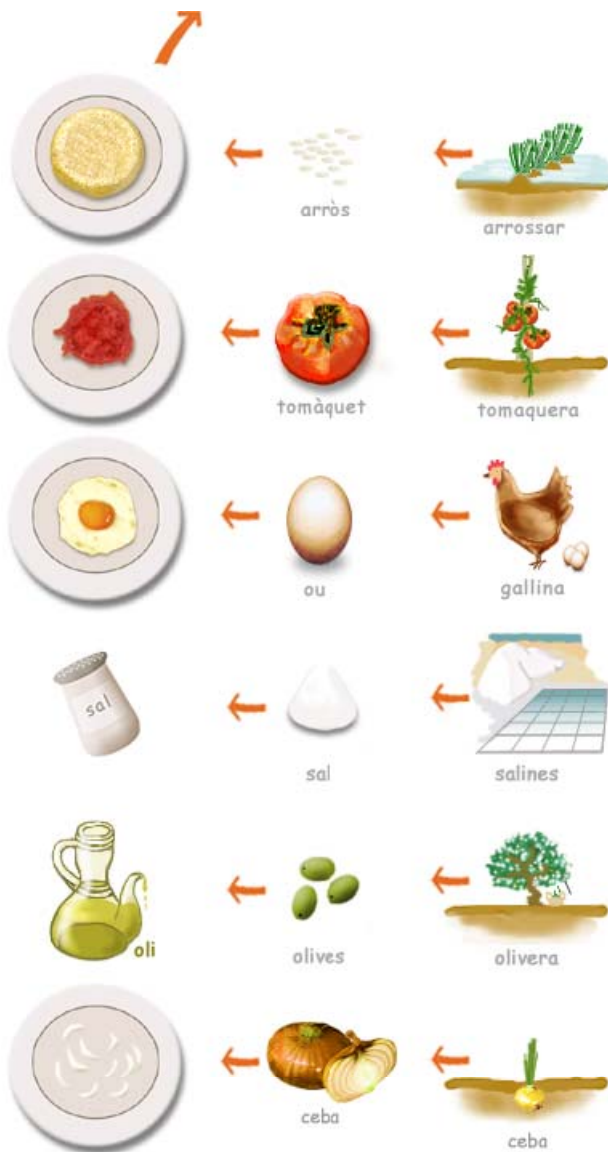 arròs
arrossar
tomàquet
tomaquera
ou
gallina
sal
sal
salines
oli
olives
olivera
ceba
ceba